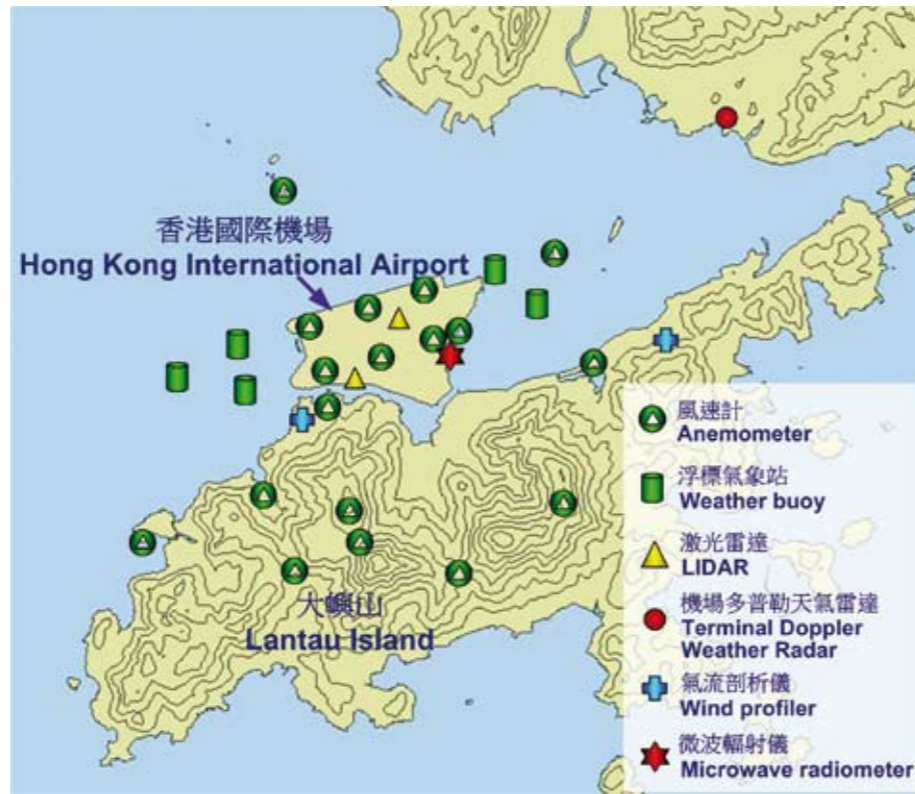 香港國際機場
Hong Kong International Airport
大嶼山
Lantau Island
風速計
Anemometer
浮標氣象站
Weather buoy
激光雷達
LIDAR
機場多普勒天氣雷達
Terminal Doppler
Weather Radar
氣流剖析儀
Wind profiler
微波輻射儀
Microwave radiometer